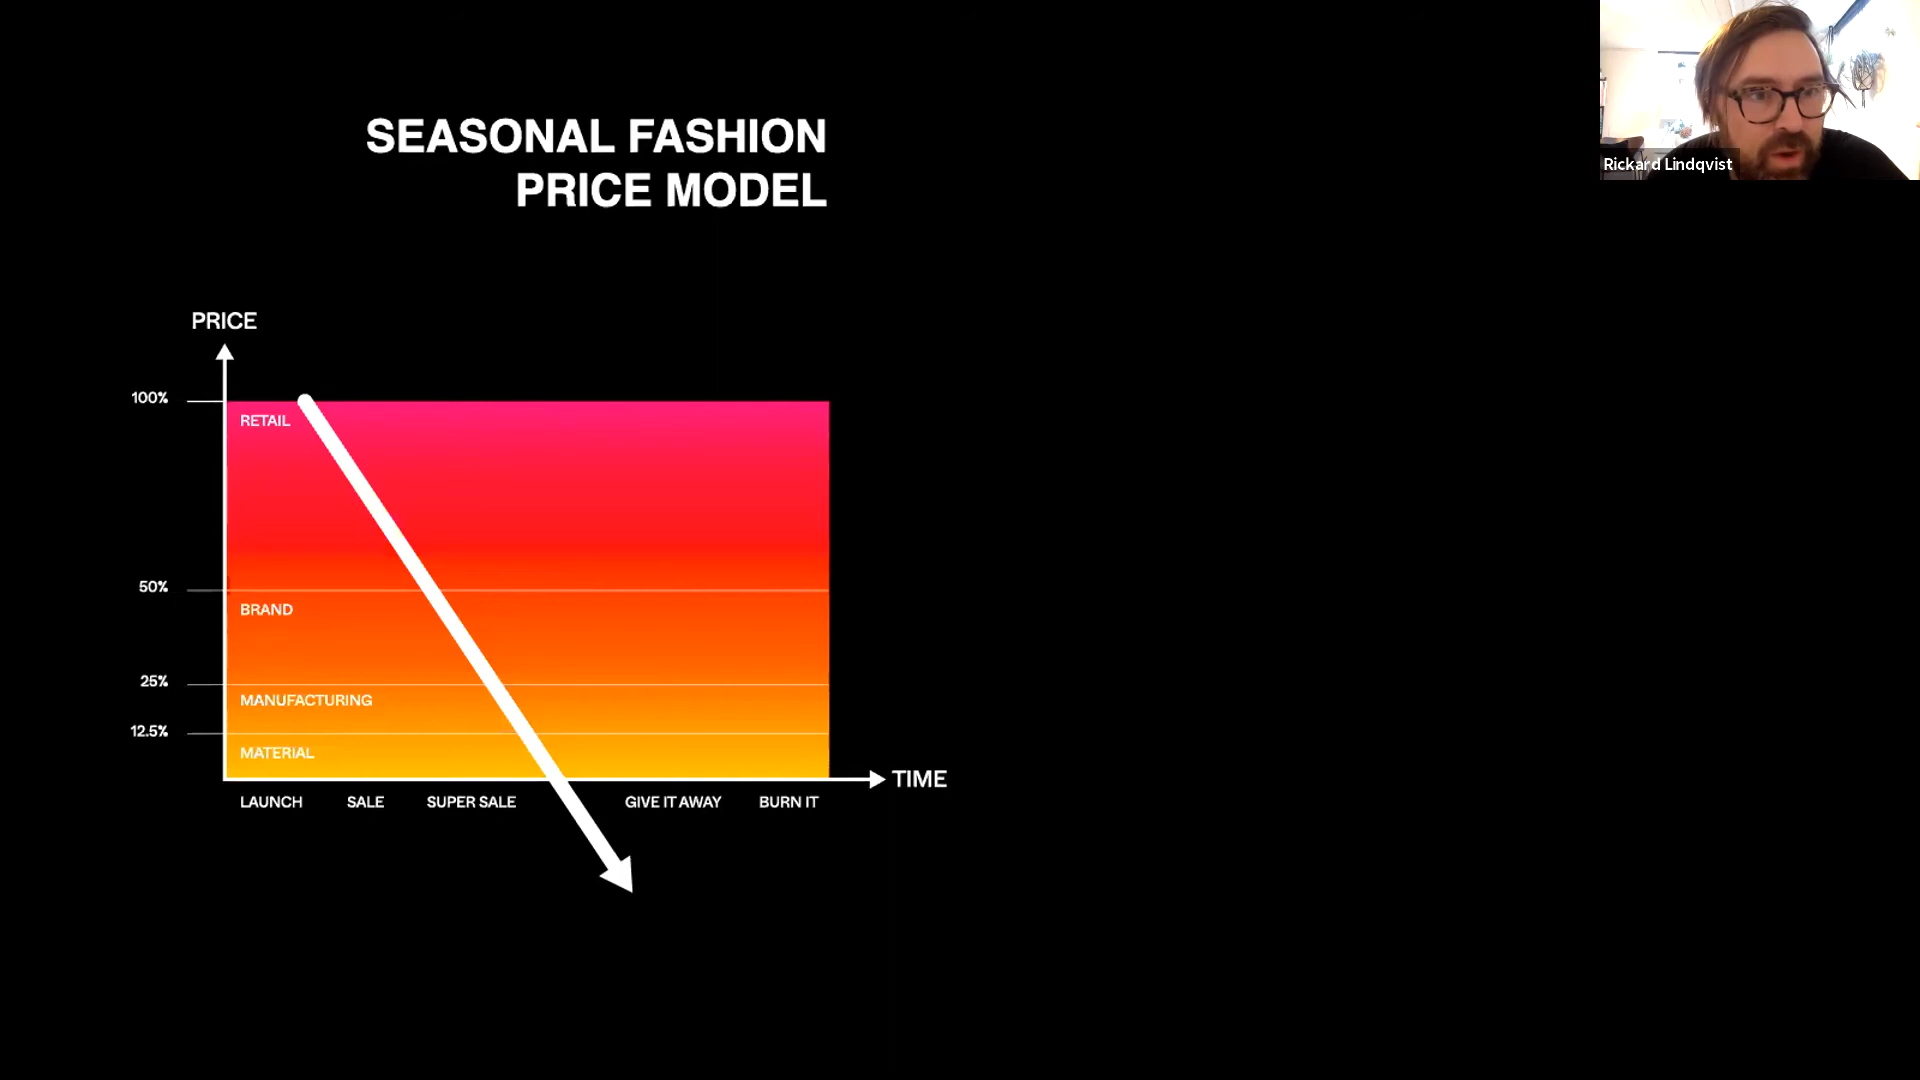 SEASONAL FASHION
PRICE MODEL
Rickard Lindqvist
PRICE
100%
RETAIL
50%
BRAND
25%
MANUFACTURING
12.5%
MATERIAL
TIME
LAUNCH SALE SUPER SALE GIVE IT AWAY BURN IT